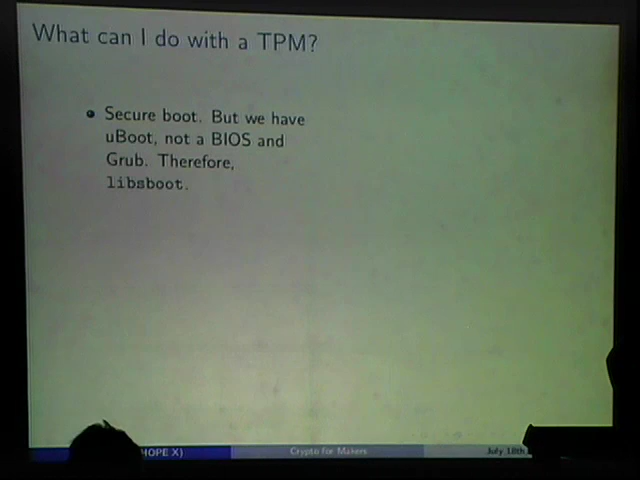 What can I do with a TPM?
Secure boot. But we have
uBoot, not a BIOS and
Grub. Therefore,
libsboot.
HOPE X)
Crypto for Makers
July 18th